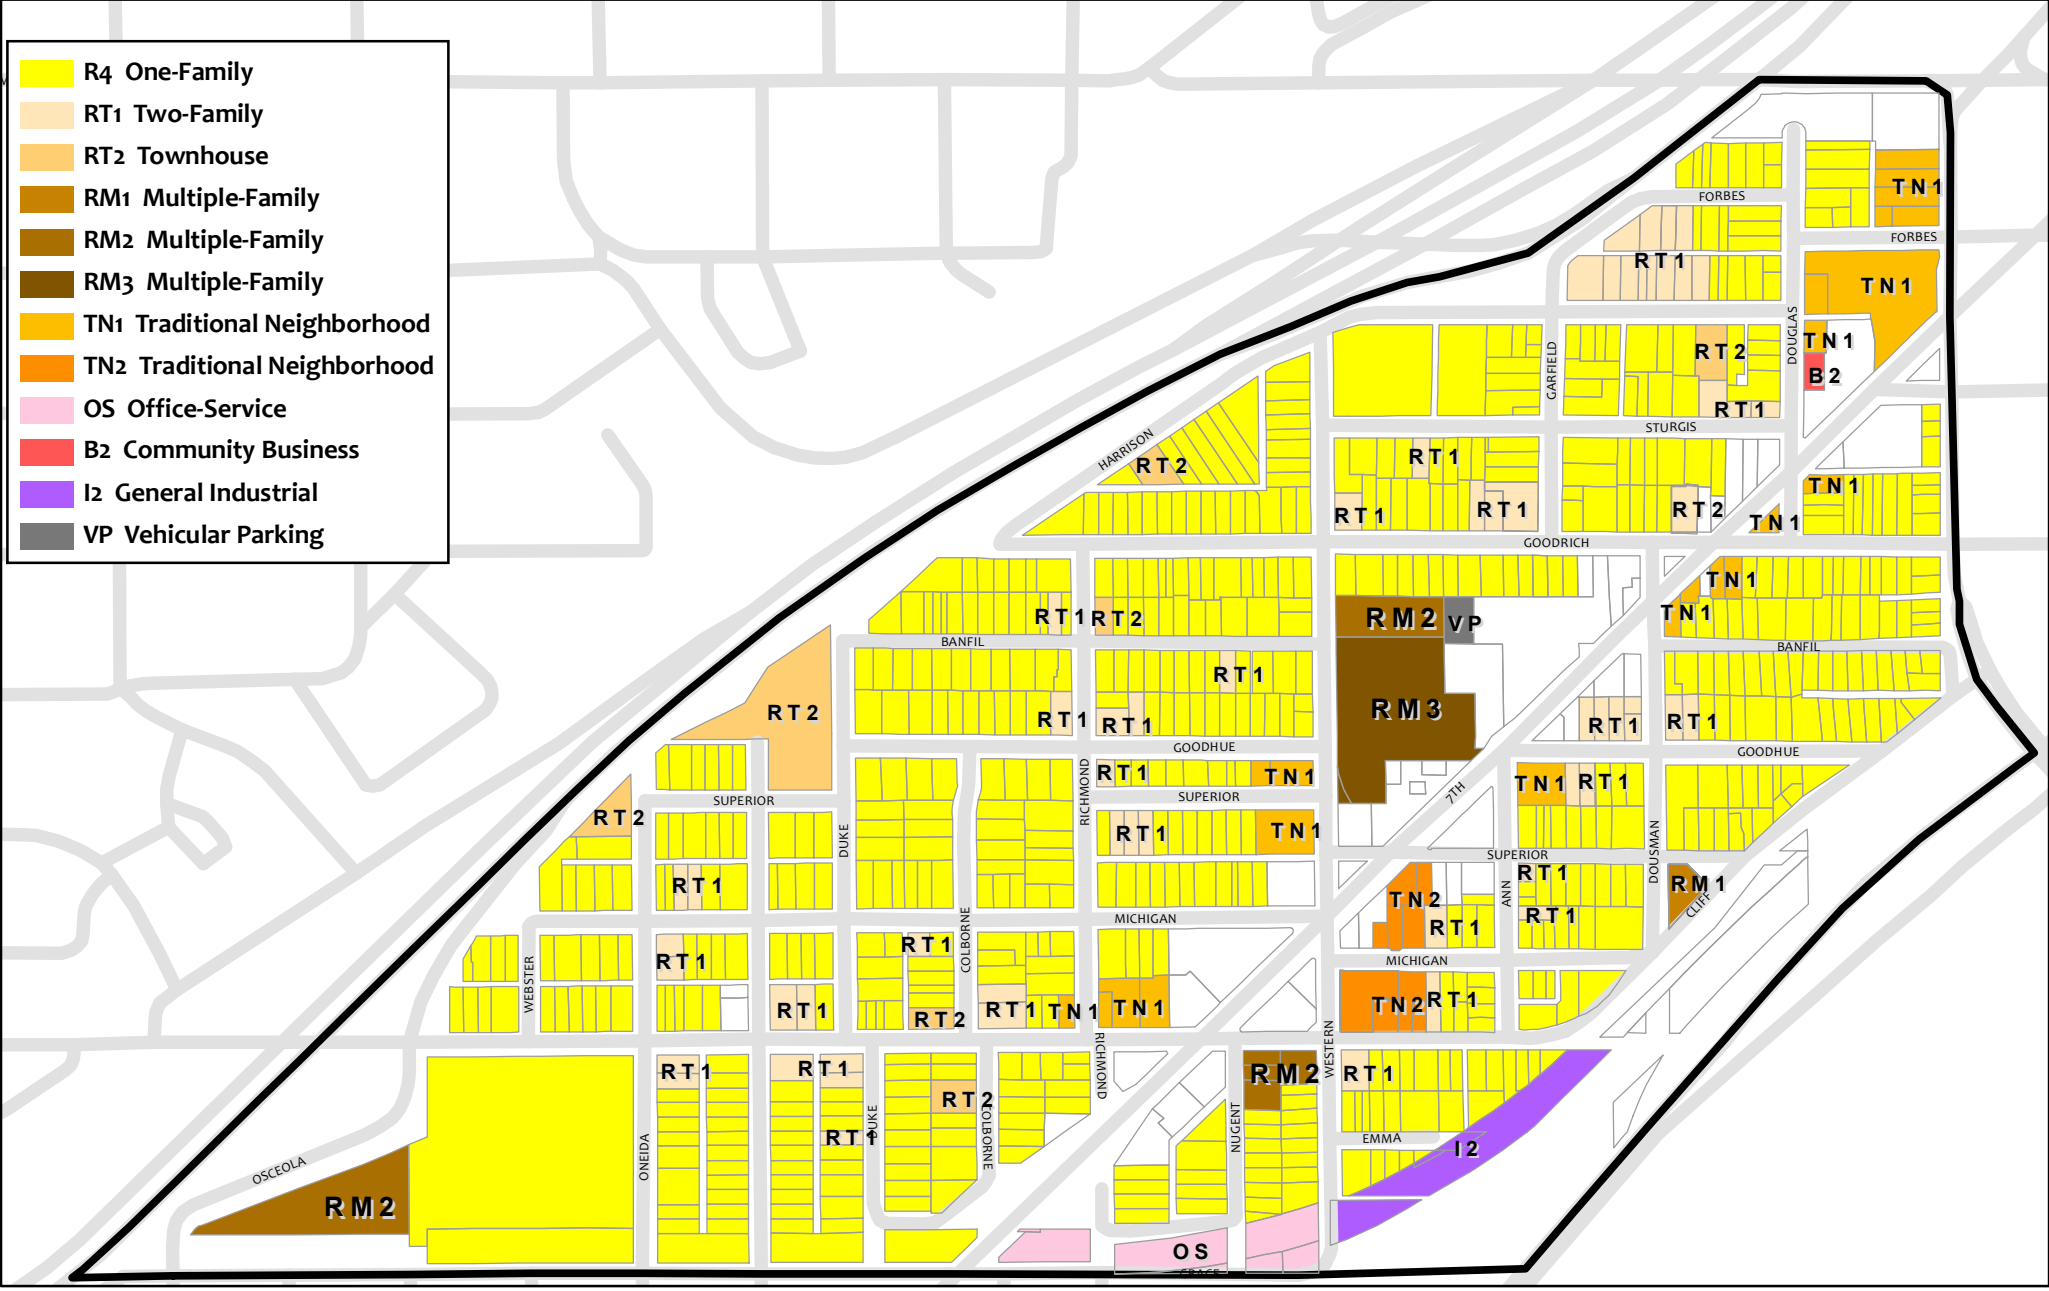 R4 One-Family
RT1 Two-Family
RT2 Townhouse
RM1 Multiple-Family
RM2 Multiple-Family
RM3 Multiple-Family
TN1 Traditional Neighborhood
TN2 Traditional Neighborhood
OS Office-Service
B2 Community Business
I2 General Industrial
VP Vehicular Parking
TN1
FORBES
FORBES
RT1
TN1
DOUGLAS
TN1
RT2
GARFIELD
B2
RT1
STURGIS
HARRISON
RT2
RT1
TN1
RT1
RT1
RT2
TN1
GOODRICH
TN1
RT1
RT2
RM2
VP
TN1
BANFIL
BANFIL
RT1
RT2
RM3
RT1
RT1
RT1
RT1
GOODHUE
GOODHUE
RT1
TN1
TN1
RT1
RICHMOND
SUPERIOR
SUPERIOR
7TH
RT2
DUKE
RT1
TN1
DOUSMAN
SUPERIOR
RT1
RT1
RM1
ANN
TN2
CLIFF
MICHIGAN
RT1
RT1
COLBORNE
RT1
RT1
MICHIGAN
WEBSTER
RT1
RT1
RT2
TN1
TN1
TN2
RT1
WESTERN
RICHMOND
RT1
RT1
RM2
RT1
RT2
DUKE
RT1
COLBORNE
NUGENT
EMMA
I2
ONEIDA
OSCEOLA
RM2
OS
GRACE